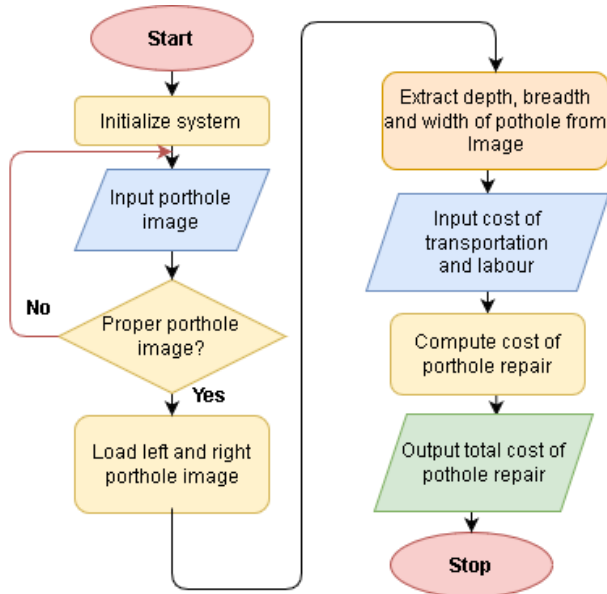 Start
Initialize system
Input porthole
image
No
Proper porthole
image?
Yes
Load left and right
porthole image
Extract depth, breadth
and width of pothole from
Image
Input cost of
transportation
and labour
Compute cost of
porthole repair
Output total cost of
pothole repair
Stop